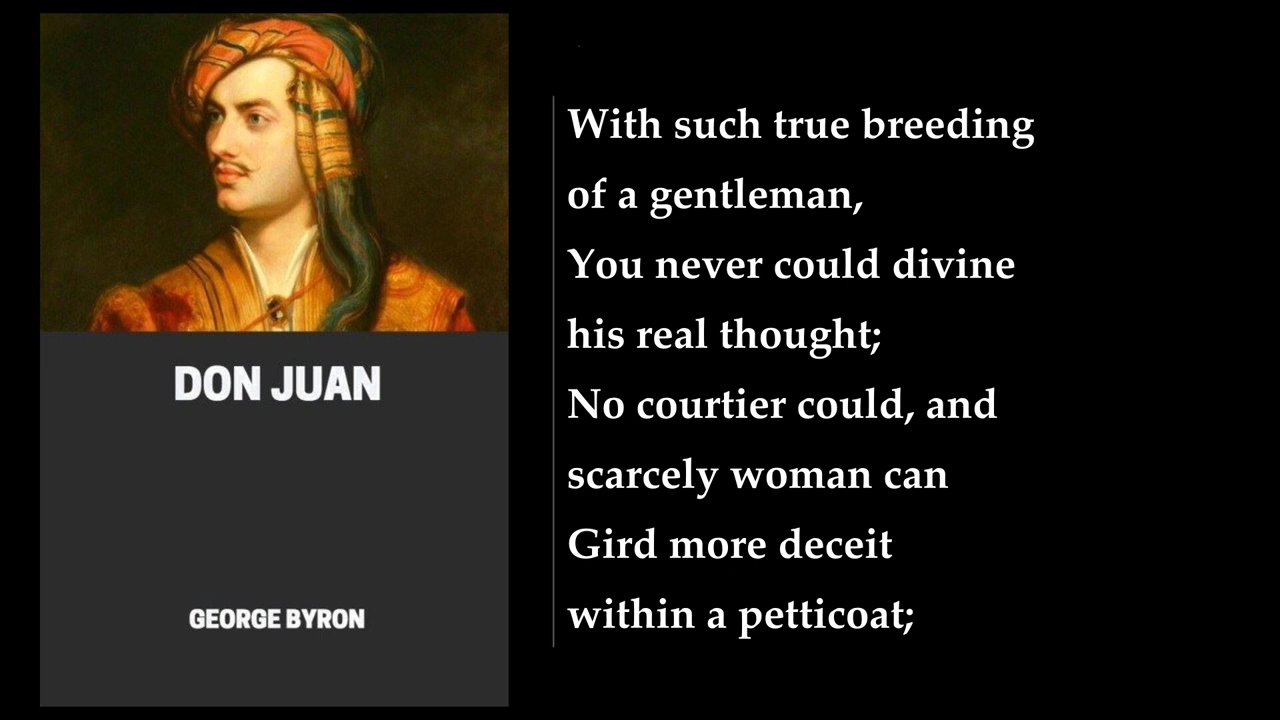 DON JUAN
GEORGE BYRON
With such true breeding
of a gentleman,
You never could divine
his real thought;
No courtier could, and
scarcely woman can
Gird more deceit
within a petticoat;